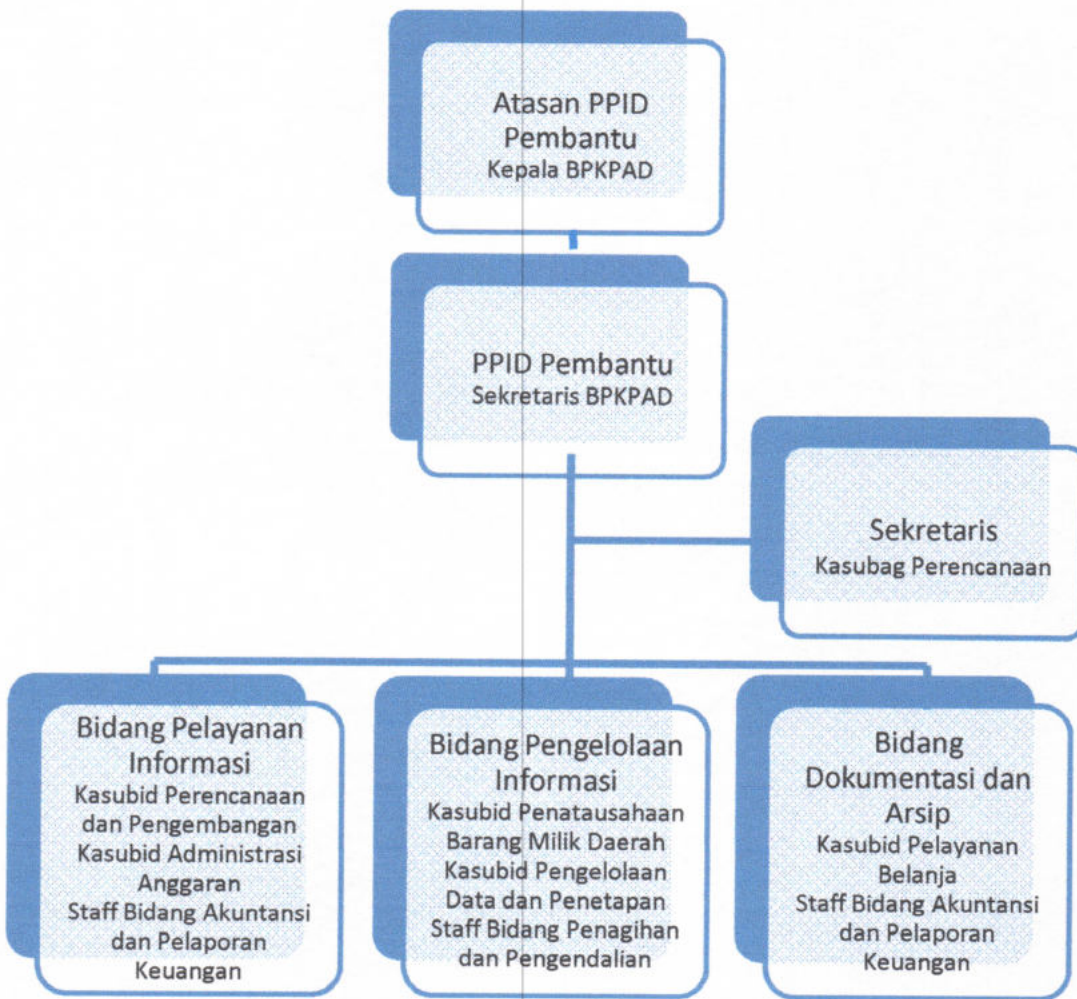 Atasan PPID
Pembantu
Kepala BPKPAD
PPID Pembantu
Sekretaris BPKPAD
Sekretaris
Kasubag Perencanaan
Bidang Pelayanan
Informasi
Kasubid Perencanaan
dan Pengembangan
Kasubid Administrasi
Anggaran
Staff Bidang Akuntansi
dan Pelaporan
Keuangan
Bidang Pengelolaan
Informasi
Kasubid Penatausahaan
Barang Milik Daerah
Kasubid Pengelolaan
Data dan Penetapan
Staff Bidang Penagihan
dan Pengendalian
Bidang
Dokumentasi dan
Arsip
Kasubid Pelayanan
Belanja
Staff Bidang Akuntansi
dan Pelaporan
Keuangan